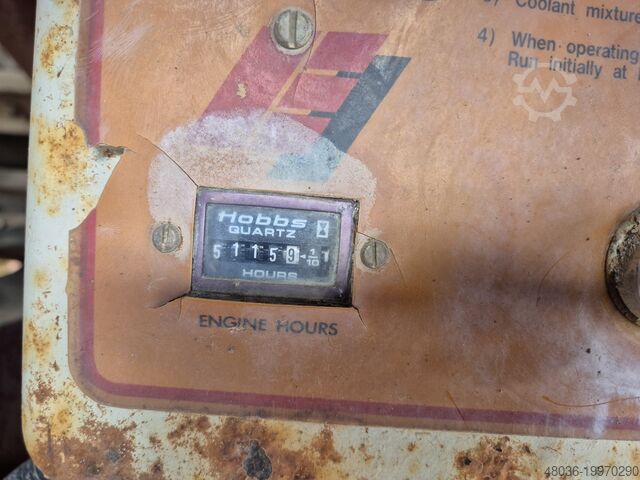 3) Coolant mixture
4) When operating
Run initially at
Hobbs
QUARTZ
5 1 1 5 9 1/10
HOURS
ENGINE HOURS
48036-19970290